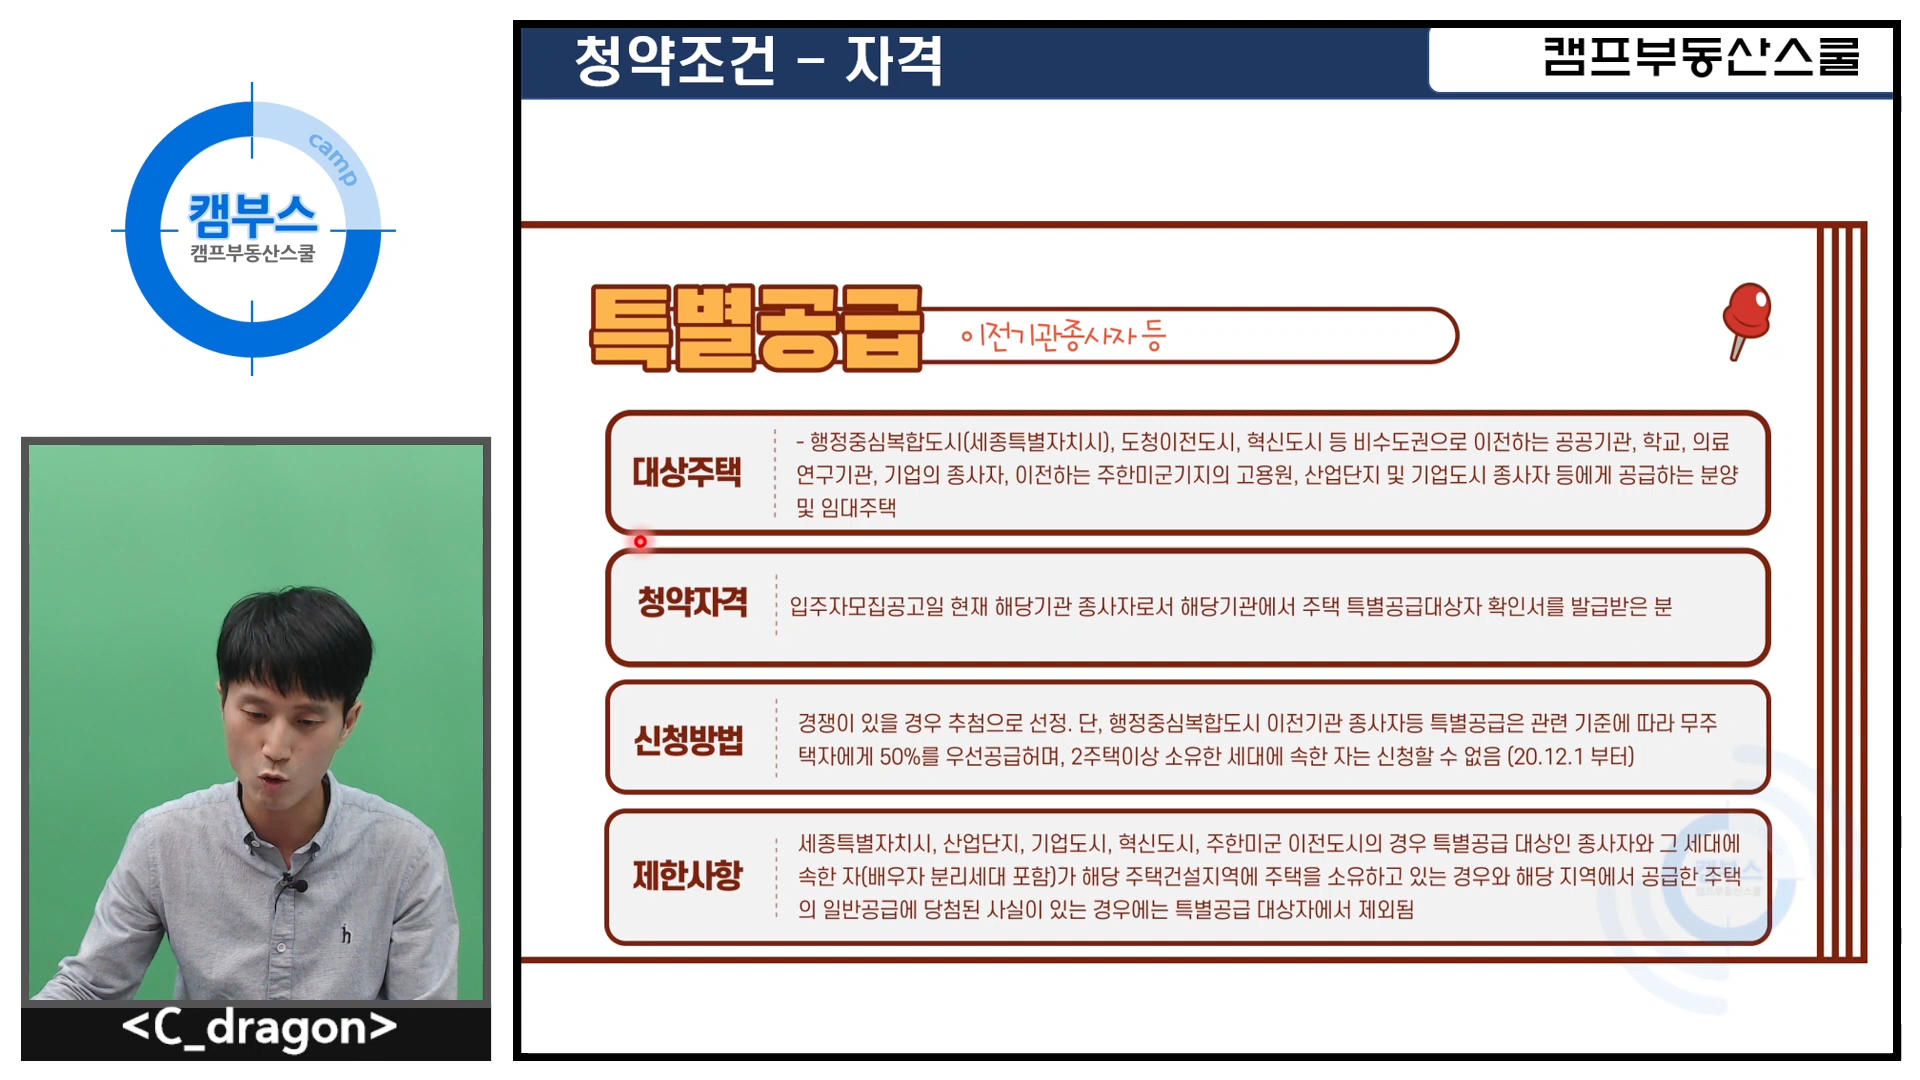 청약조건 - 자격
캠프부동산스쿨
camp
캠부스
캠프부동산스쿨
특별공급
이전기관종사자 등
대상주택
- 행정중심복합도시(세종특별자치시), 도청이전도시, 혁신도시 등 비수도권으로 이전하는 공공기관, 학교, 의료
연구기관, 기업의 종사자, 이전하는 주한미군기지의 고용원, 산업단지 및 기업도시 종사자 등에게 공급하는 분양
및 임대주택
청약자격
입주자모집공고일 현재 해당기관 종사자로서 해당기관에서 주택 특별공급대상자 확인서를 발급받은 분
신청방법
경쟁이 있을 경우 추첨으로 선정. 단, 행정중심복합도시 이전기관 종사자등 특별공급은 관련 기준에 따라 무주
택자에게 50%를 우선공급허며, 2주택이상 소유한 세대에 속한 자는 신청할 수 없음 (20.12.1 부터)
제한사항
세종특별자치시, 산업단지, 기업도시, 혁신도시, 주한미군 이전도시의 경우 특별공급 대상인 종사자와 그 세대에
속한 자(배우자 분리세대 포함)가 해당 주택건설지역에 주택을 소유하고 있는 경우와 해당 지역에서 공급한 주택
의 일반공급에 당첨된 사실이 있는 경우에는 특별공급 대상자에서 제외됨
캠부스
캠프부동산스쿨
h
<C_dragon>